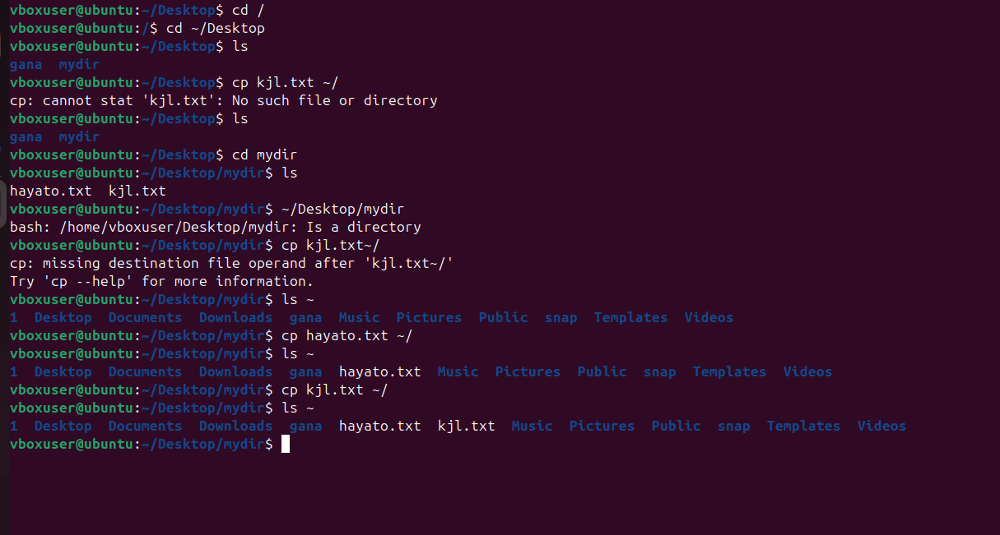 vboxuser@ubuntu:~/Desktop$ cd /
vboxuser@ubuntu:/$ cd ~/Desktop
vboxuser@ubuntu:~/Desktop$ ls
gana  mydir
vboxuser@ubuntu:~/Desktop$ cp kjl.txt ~/
cp: cannot stat 'kjl.txt': No such file or directory
vboxuser@ubuntu:~/Desktop$ ls
gana  mydir
vboxuser@ubuntu:~/Desktop$ cd mydir
vboxuser@ubuntu:~/Desktop/mydir$ ls
hayato.txt  kjl.txt
vboxuser@ubuntu:~/Desktop/mydir$ ~/Desktop/mydir
bash: /home/vboxuser/Desktop/mydir: Is a directory
vboxuser@ubuntu:~/Desktop/mydir$ cp kjl.txt~/
cp: missing destination file operand after 'kjl.txt~/'
Try 'cp --help' for more information.
vboxuser@ubuntu:~/Desktop/mydir$ ls ~
1  Desktop  Documents  Downloads  gana  Music  Pictures  Public  snap  Templates  Videos
vboxuser@ubuntu:~/Desktop/mydir$ cp hayato.txt ~/
vboxuser@ubuntu:~/Desktop/mydir$ ls ~
1  Desktop  Documents  Downloads  gana  hayato.txt  Music  Pictures  Public  snap  Templates  Videos
vboxuser@ubuntu:~/Desktop/mydir$ cp kjl.txt ~/
vboxuser@ubuntu:~/Desktop/mydir$ ls ~
1  Desktop  Documents  Downloads  gana  hayato.txt  kjl.txt  Music  Pictures  Public  snap  Templates  Videos
vboxuser@ubuntu:~/Desktop/mydir$